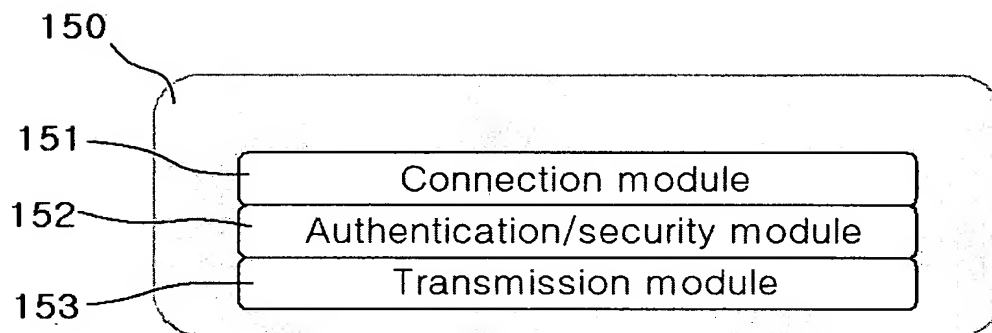 150
151
Connection module
152
Authentication/security module
153
Transmission module